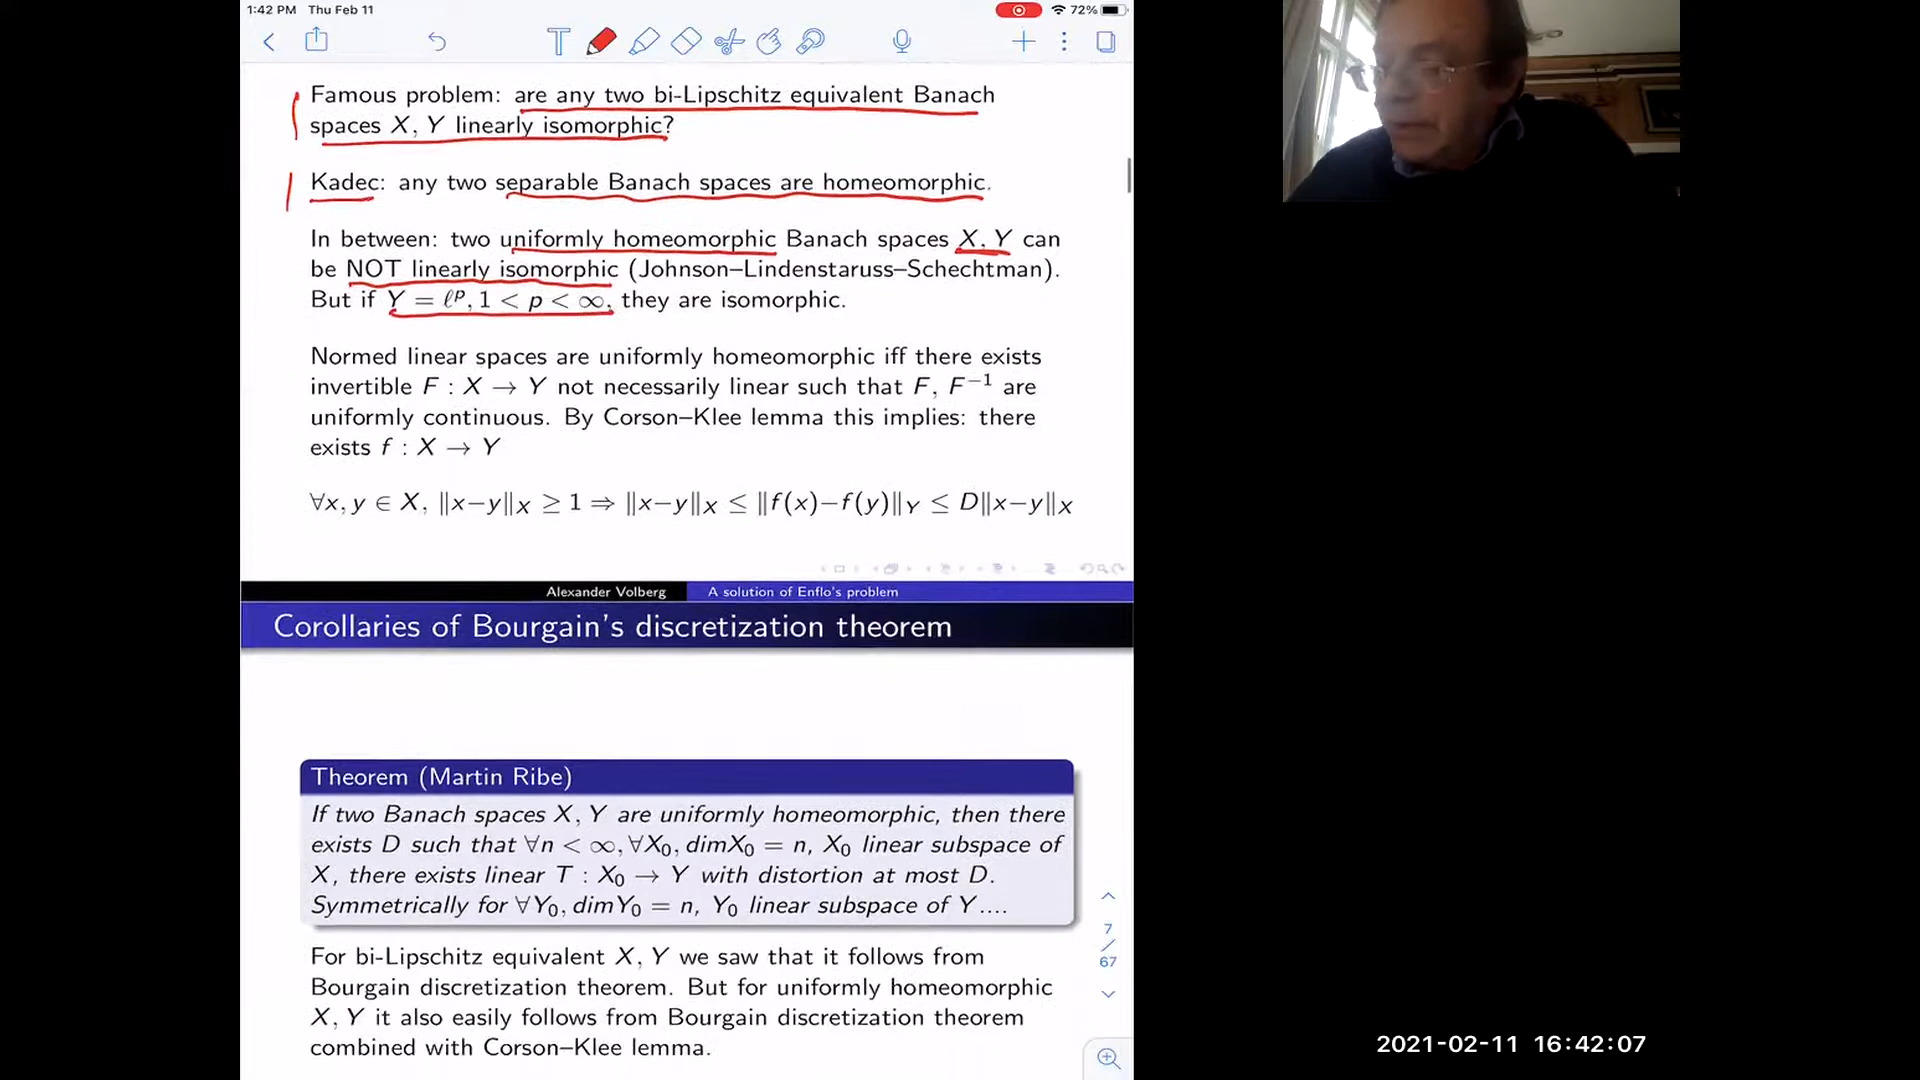 1:42 PM Thu Feb 11
72%
Famous problem: are any two bi-Lipschitz equivalent Banach
spaces X, Y linearly isomorphic?
Kadec: any two separable Banach spaces are homeomorphic.
In between: two uniformly homeomorphic Banach spaces X, Y can
be NOT linearly isomorphic (Johnson–Lindenstaruss–Schechtman).
But if Y = ℓᵖ, 1 < p < ∞, they are isomorphic.
Normed linear spaces are uniformly homeomorphic iff there exists
invertible F : X → Y not necessarily linear such that F, F⁻¹ are
uniformly continuous. By Corson–Klee lemma this implies: there
exists f : X → Y
∀x, y ∈ X, ‖x−y‖_X ≥ 1 ⇒ ‖x−y‖_X ≤ ‖f(x)−f(y)‖_Y ≤ D‖x−y‖_X
Alexander Volberg A solution of Enflo's problem
Corollaries of Bourgain's discretization theorem
Theorem (Martin Ribe)
If two Banach spaces X, Y are uniformly homeomorphic, then there
exists D such that ∀n < ∞, ∀X₀, dimX₀ = n, X₀ linear subspace of
X, there exists linear T : X₀ → Y with distortion at most D.
Symmetrically for ∀Y₀, dimY₀ = n, Y₀ linear subspace of Y....
For bi-Lipschitz equivalent X, Y we saw that it follows from
Bourgain discretization theorem. But for uniformly homeomorphic
X, Y it also easily follows from Bourgain discretization theorem
combined with Corson–Klee lemma.
7
/
67
2021-02-11 16:42:07